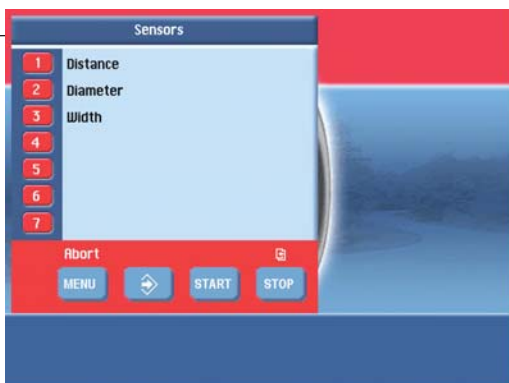 Sensors
1 Distance
2 Diameter
3 Width
4
5
6
7
Abort
MENU START STOP